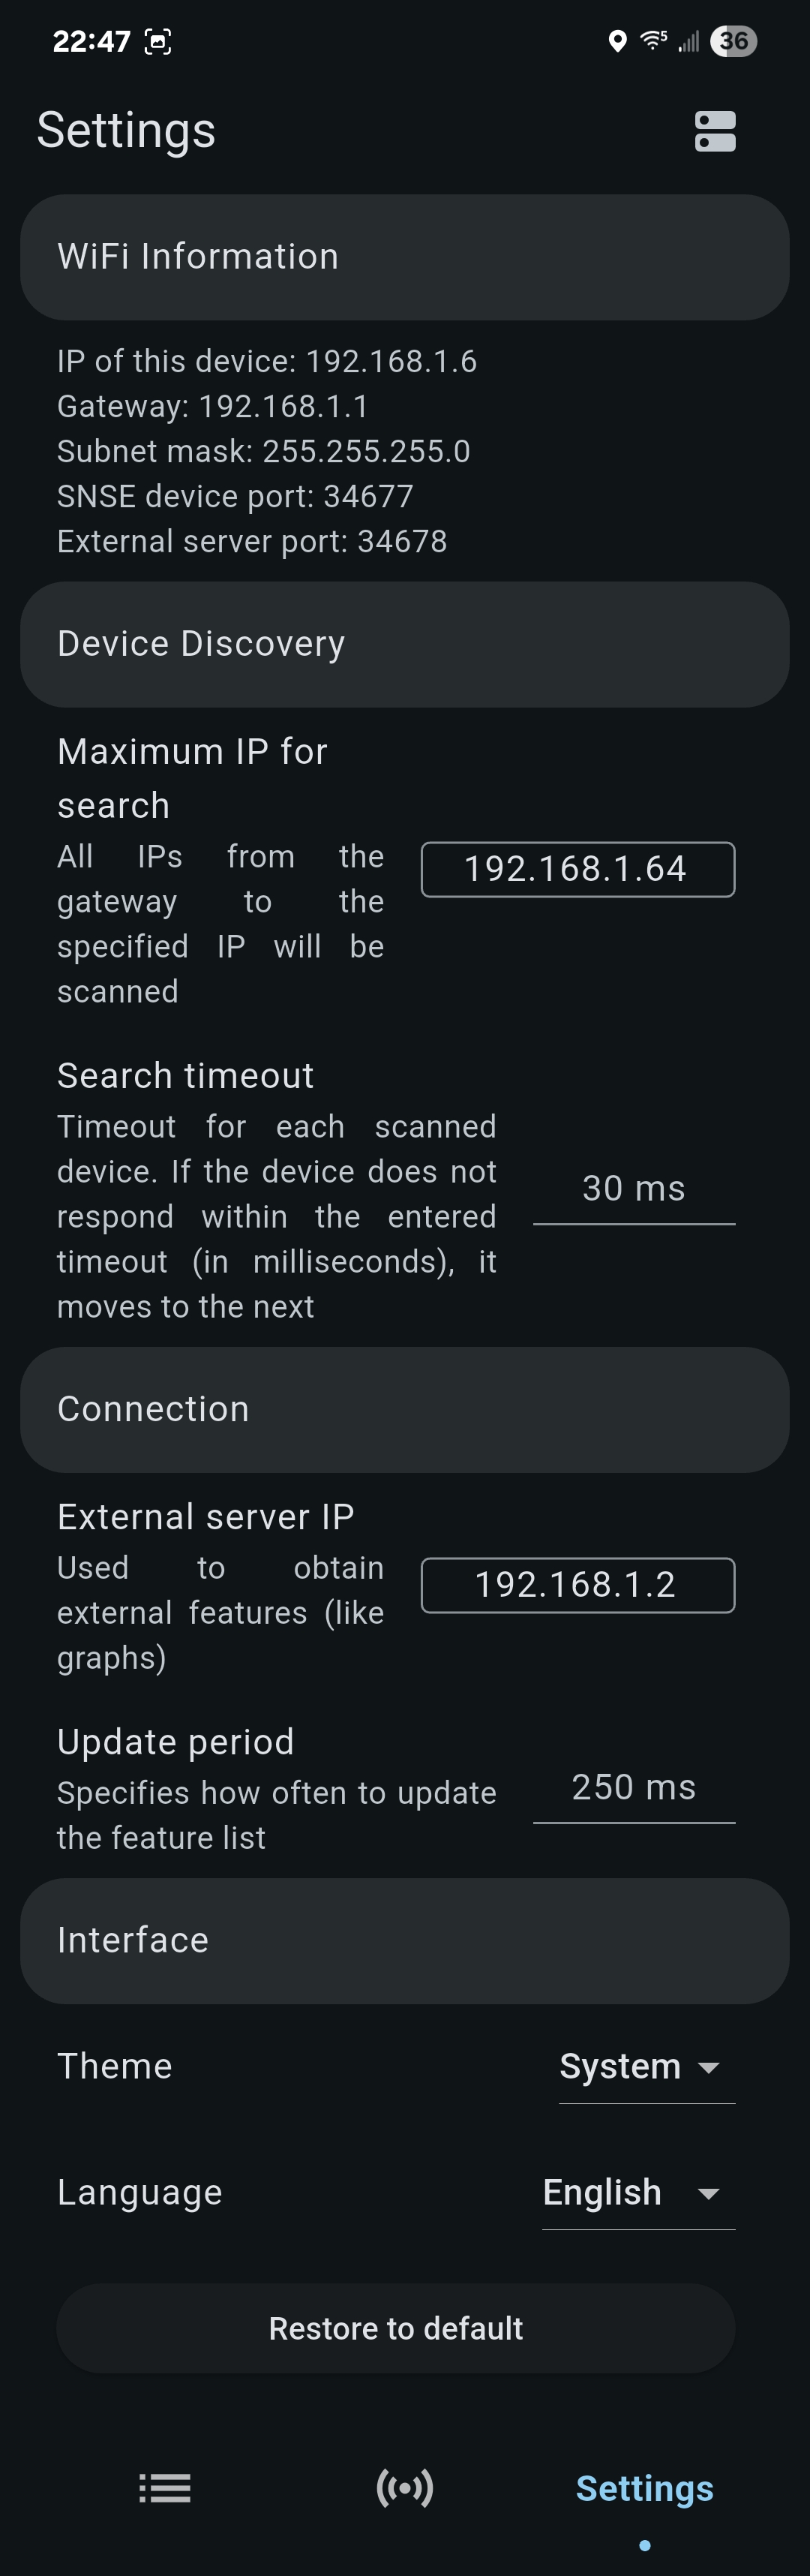 22:47
5
36
Settings
WiFi Information
IP of this device: 192.168.1.6
Gateway: 192.168.1.1
Subnet mask: 255.255.255.0
SNSE device port: 34677
External server port: 34678
Device Discovery
Maximum IP for
search
All IPs from the
gateway to the
specified IP will be
scanned
192.168.1.64
Search timeout
Timeout for each scanned
device. If the device does not
respond within the entered
timeout (in milliseconds), it
moves to the next
30 ms
Connection
External server IP
Used to obtain
external features (like
graphs)
192.168.1.2
Update period
Specifies how often to update
the feature list
250 ms
Interface
Theme
System
Language
English
Restore to default
Settings